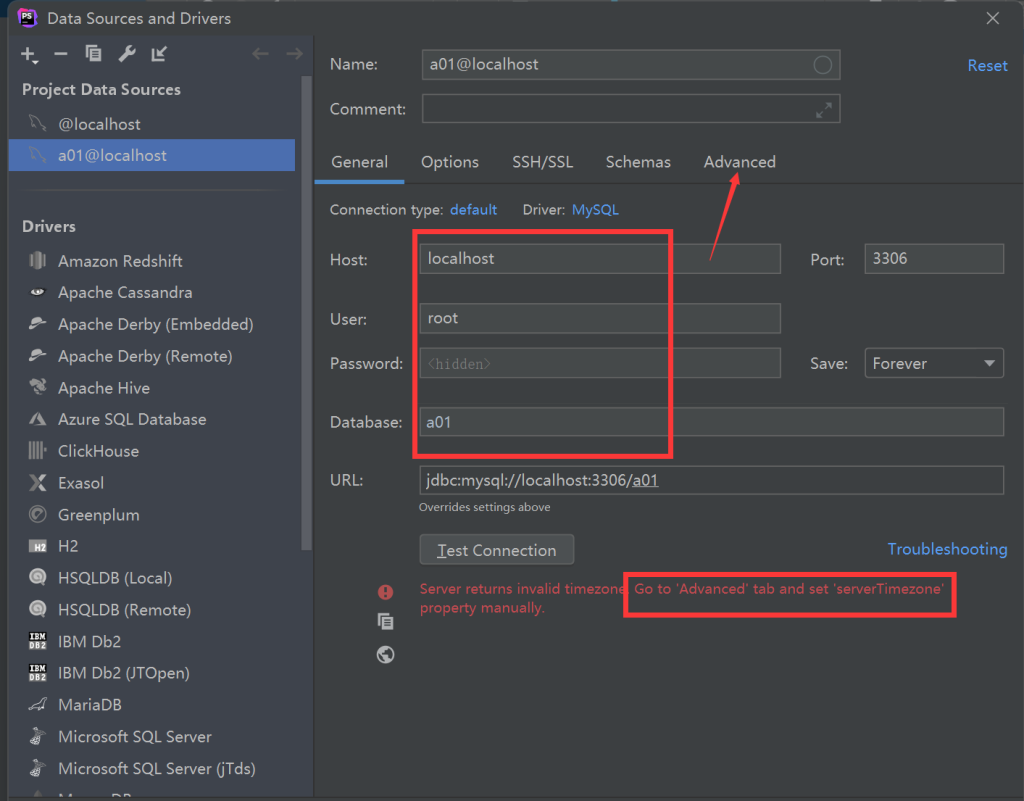 PS Data Sources and Drivers
Project Data Sources
@localhost
a01@localhost
Drivers
Amazon Redshift
Apache Cassandra
Apache Derby (Embedded)
Apache Derby (Remote)
Apache Hive
Azure SQL Database
ClickHouse
Exasol
Greenplum
H2 H2
HSQLDB (Local)
HSQLDB (Remote)
IBM DB2 IBM Db2
IBM DB2 IBM Db2 (JTOpen)
MariaDB
Microsoft SQL Server
Microsoft SQL Server (jTds)
Name: a01@localhost
Reset
Comment:
General Options SSH/SSL Schemas Advanced
Connection type: default Driver: MySQL
Host: localhost Port: 3306
User: root
Password: <hidden> Save: Forever
Database: a01
URL: jdbc:mysql://localhost:3306/a01
Overrides settings above
Test Connection Troubleshooting
Server returns invalid timezone. Go to 'Advanced' tab and set 'serverTimezone'
property manually.